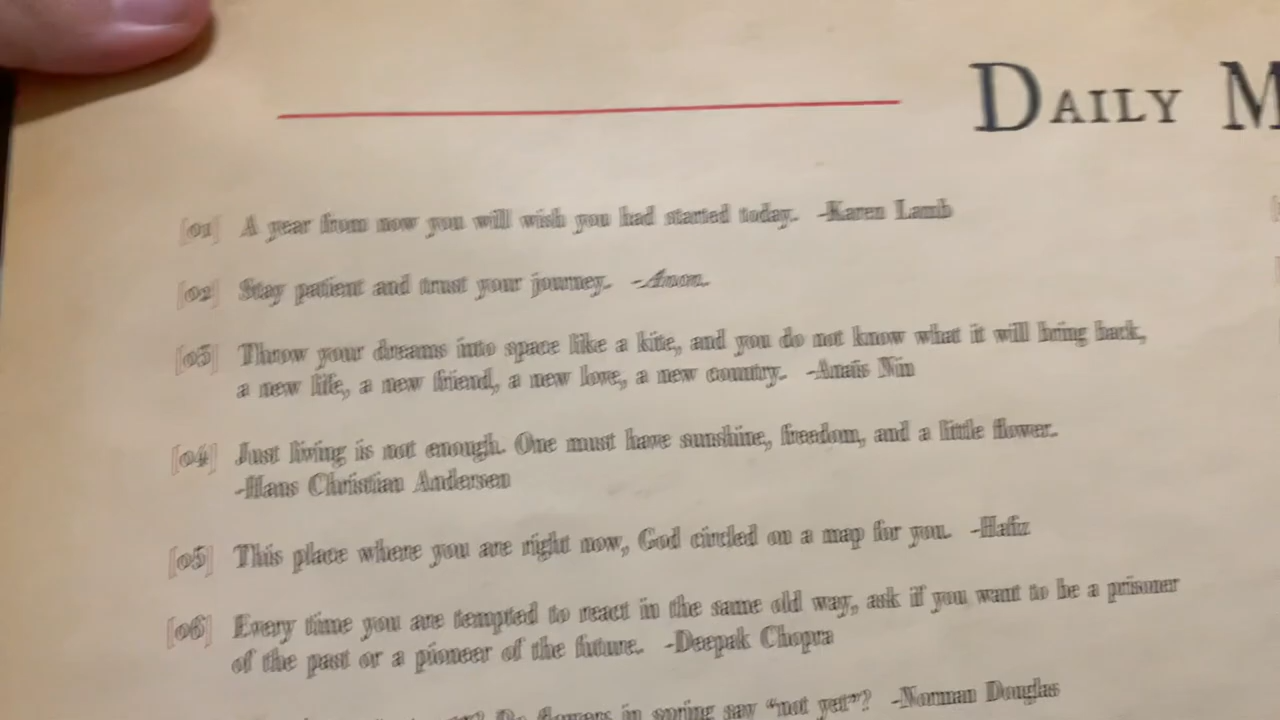 DAILY M
[01] A year from now you will wish you had started today. -Karen Lamb
[02] Stay patient and trust your journey. -Anon.
[03] Throw your dreams into space like a kite, and you do not know what it will bring back,
a new life, a new friend, a new love, a new country. -Anaïs Nin
[04] Just living is not enough. One must have sunshine, freedom, and a little flower.
-Hans Christian Andersen
[05] This place where you are right now, God circled on a map for you. -Hafiz
[06] Every time you are tempted to react in the same old way, ask if you want to be a prisoner
of the past or a pioneer of the future. -Deepak Chopra
Do flowers in spring say “not yet”? -Norman Douglas